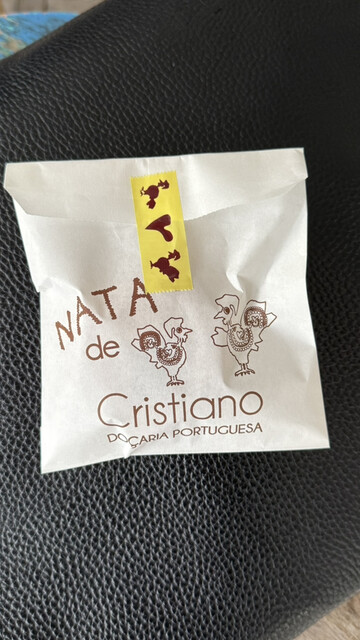 NATA
de
Cristiano
DOÇARIA PORTUGUESA